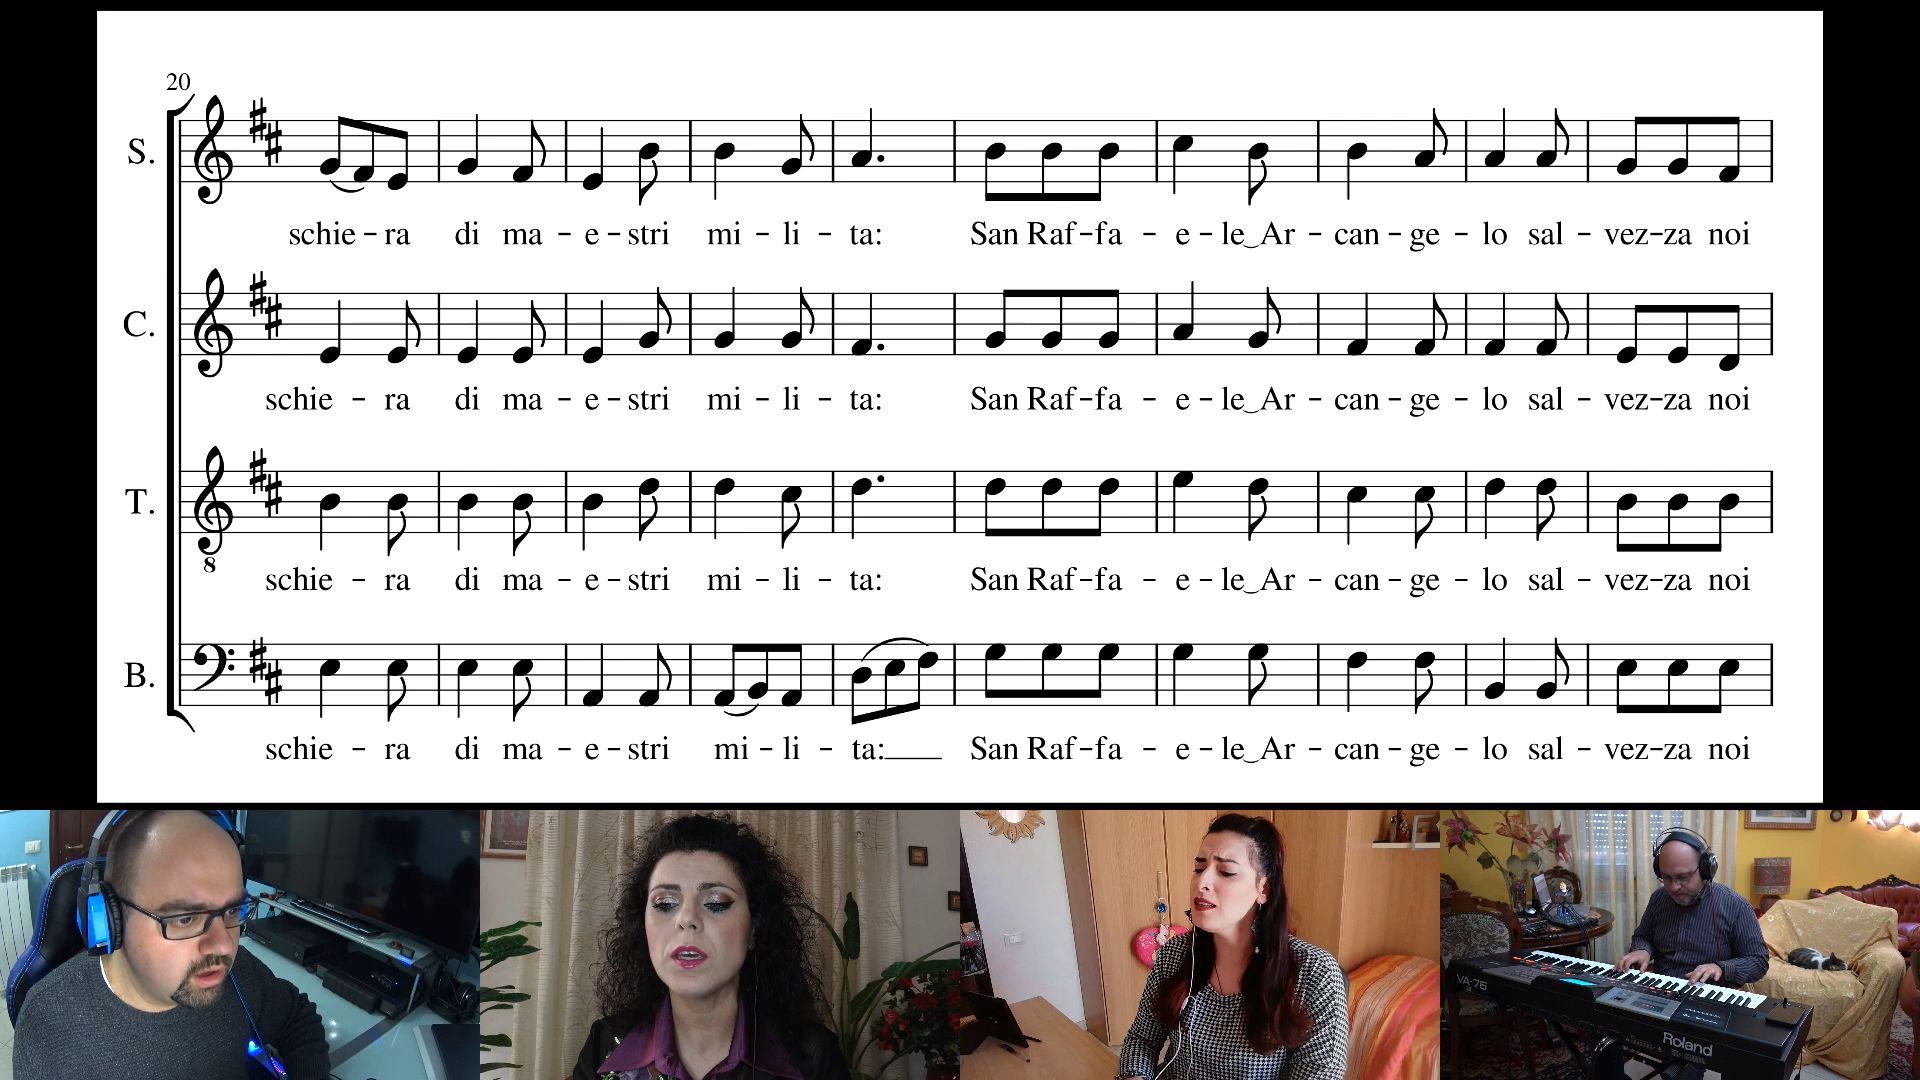 20
S.
schie - ra di ma - e - stri mi - li - ta: San Raf - fa - e - le‿Ar - can - ge - lo sal - vez - za noi
C.
schie - ra di ma - e - stri mi - li - ta: San Raf - fa - e - le‿Ar - can - ge - lo sal - vez - za noi
T.
8
schie - ra di ma - e - stri mi - li - ta: San Raf - fa - e - le‿Ar - can - ge - lo sal - vez - za noi
B.
schie - ra di ma - e - stri mi - li - ta:___ San Raf - fa - e - le‿Ar - can - ge - lo sal - vez - za noi
VA-76
Roland